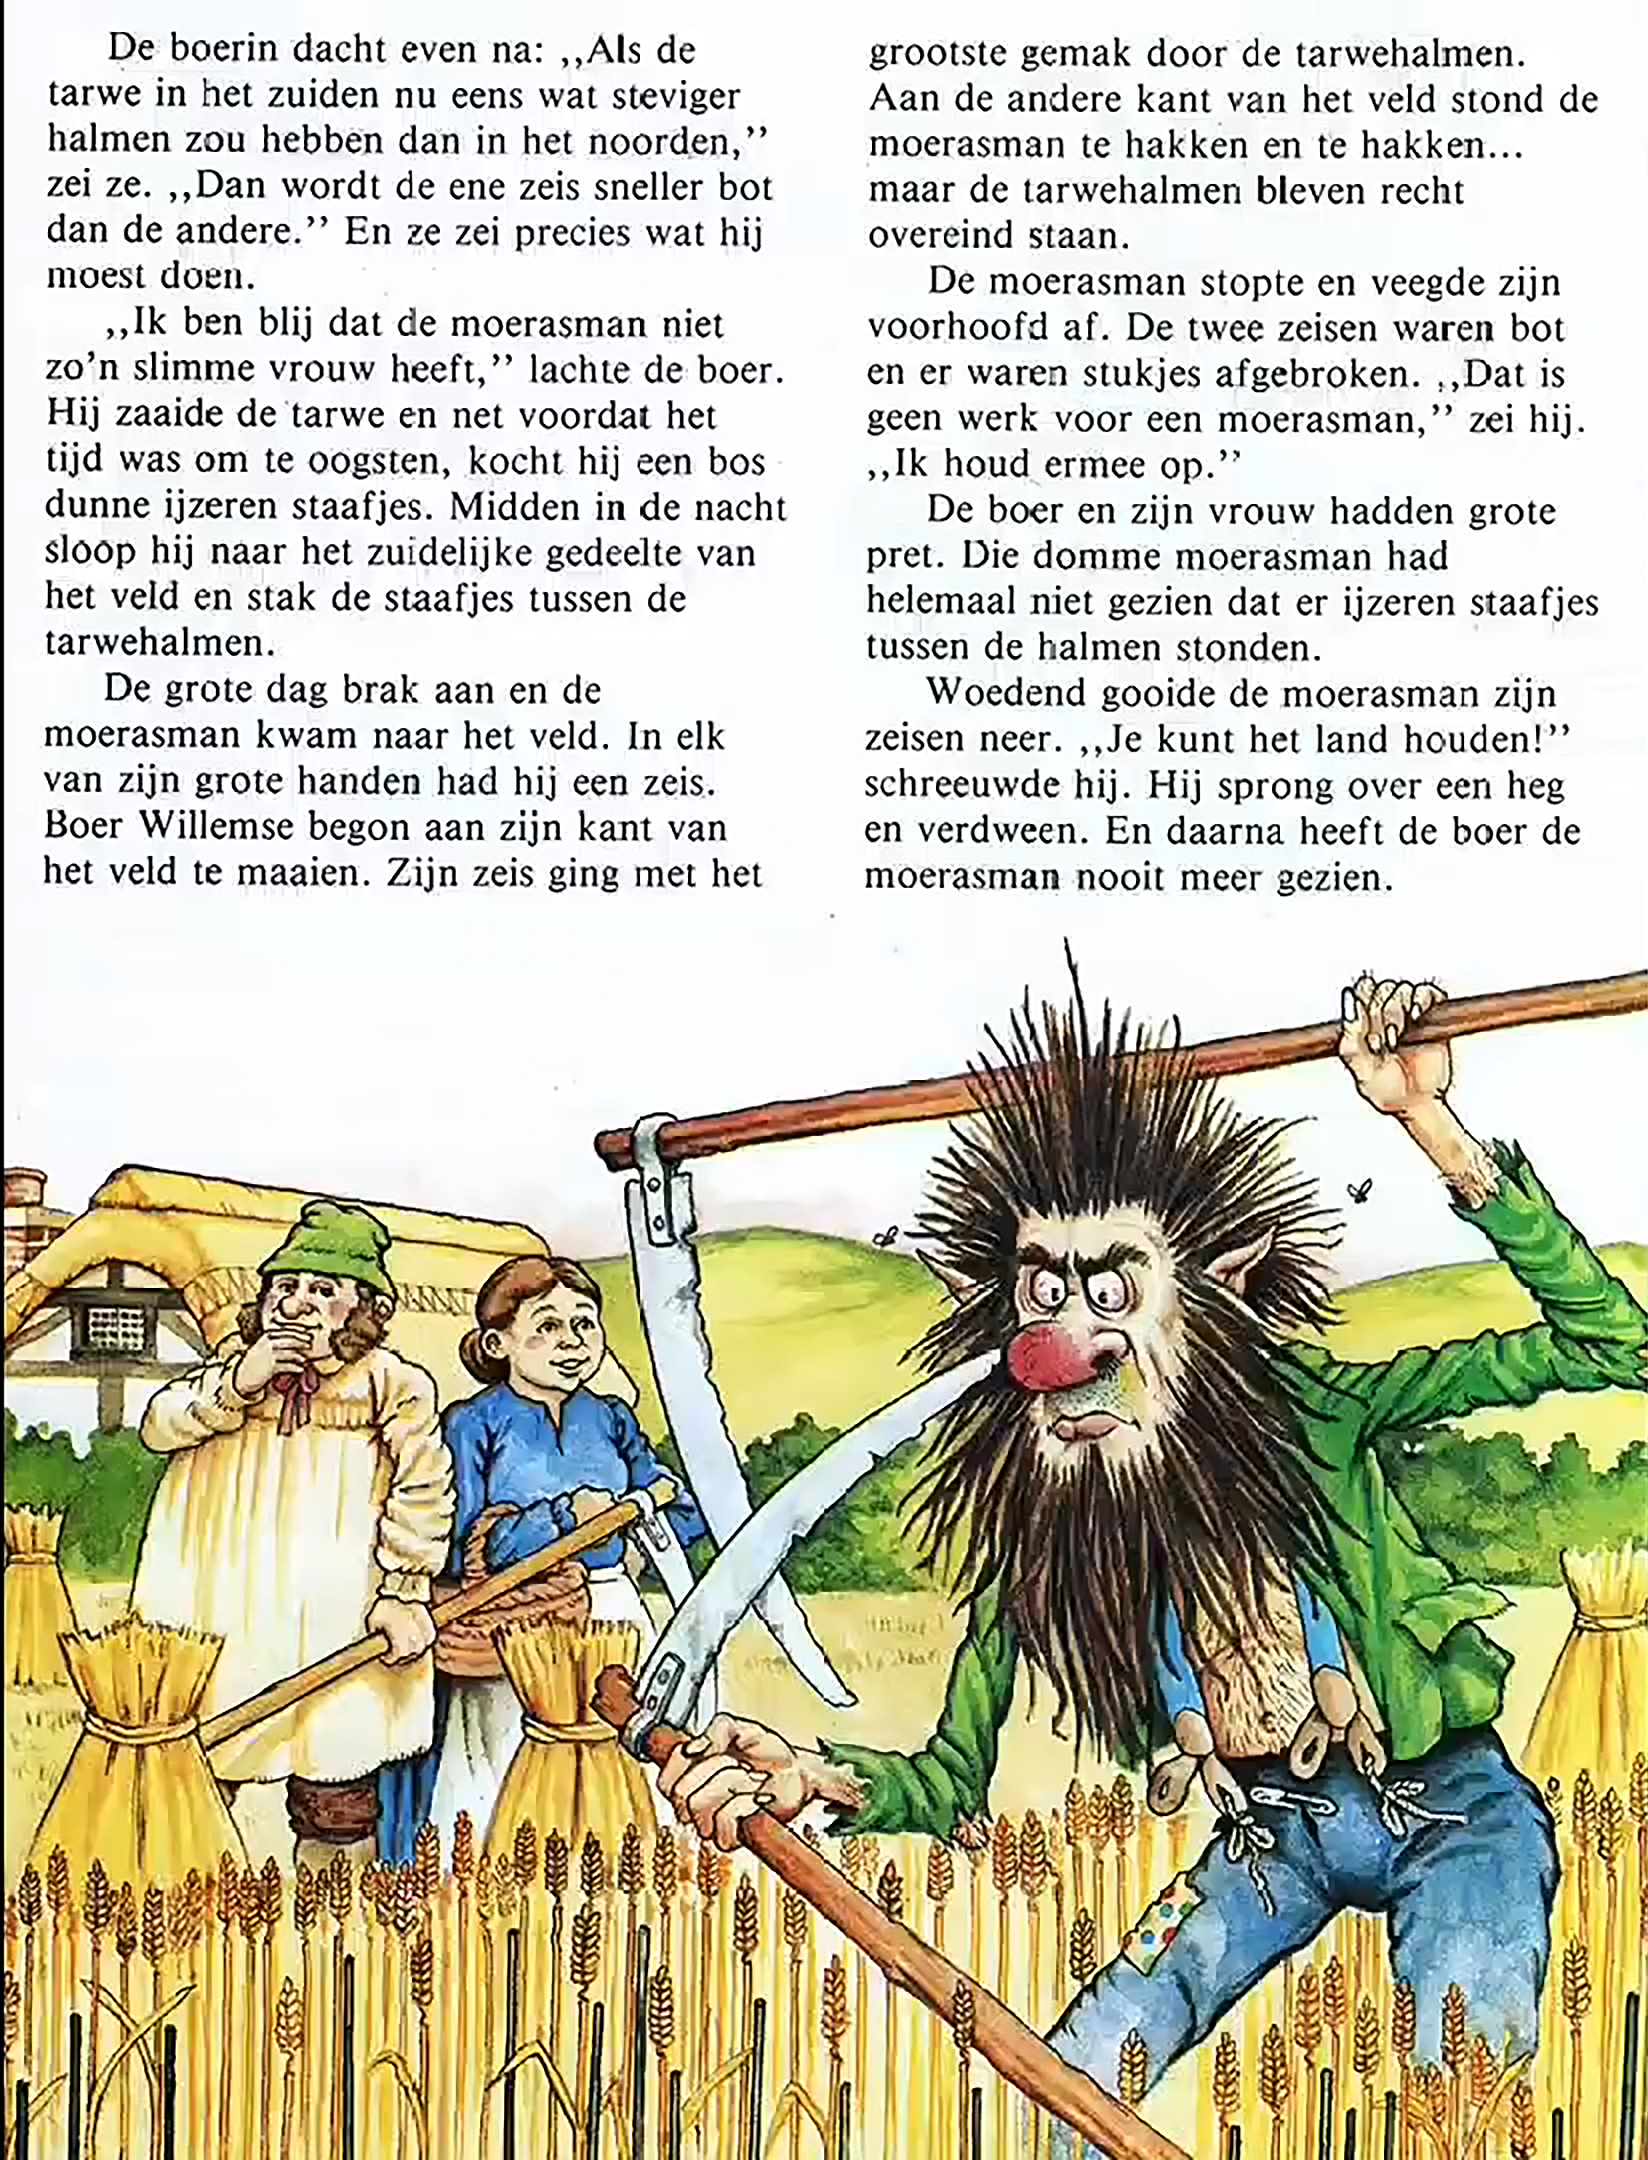 De boerin dacht even na: ,,Als de
tarwe in het zuiden nu eens wat steviger
halmen zou hebben dan in het noorden,”
zei ze. ,,Dan wordt de ene zeis sneller bot
dan de andere.” En ze zei precies wat hij
moest doen.
,,Ik ben blij dat de moerasman niet
zo’n slimme vrouw heeft,” lachte de boer.
Hij zaaide de tarwe en net voordat het
tijd was om te oogsten, kocht hij een bos
dunne ijzeren staafjes. Midden in de nacht
sloop hij naar het zuidelijke gedeelte van
het veld en stak de staafjes tussen de
tarwehalmen.
De grote dag brak aan en de
moerasman kwam naar het veld. In elk
van zijn grote handen had hij een zeis.
Boer Willemse begon aan zijn kant van
het veld te maaien. Zijn zeis ging met het
grootste gemak door de tarwehalmen.
Aan de andere kant van het veld stond de
moerasman te hakken en te hakken...
maar de tarwehalmen bleven recht
overeind staan.
De moerasman stopte en veegde zijn
voorhoofd af. De twee zeisen waren bot
en er waren stukjes afgebroken. ,,Dat is
geen werk voor een moerasman,” zei hij.
,,Ik houd ermee op.”
De boer en zijn vrouw hadden grote
pret. Die domme moerasman had
helemaal niet gezien dat er ijzeren staafjes
tussen de halmen stonden.
Woedend gooide de moerasman zijn
zeisen neer. ,,Je kunt het land houden!”
schreeuwde hij. Hij sprong over een heg
en verdween. En daarna heeft de boer de
moerasman nooit meer gezien.